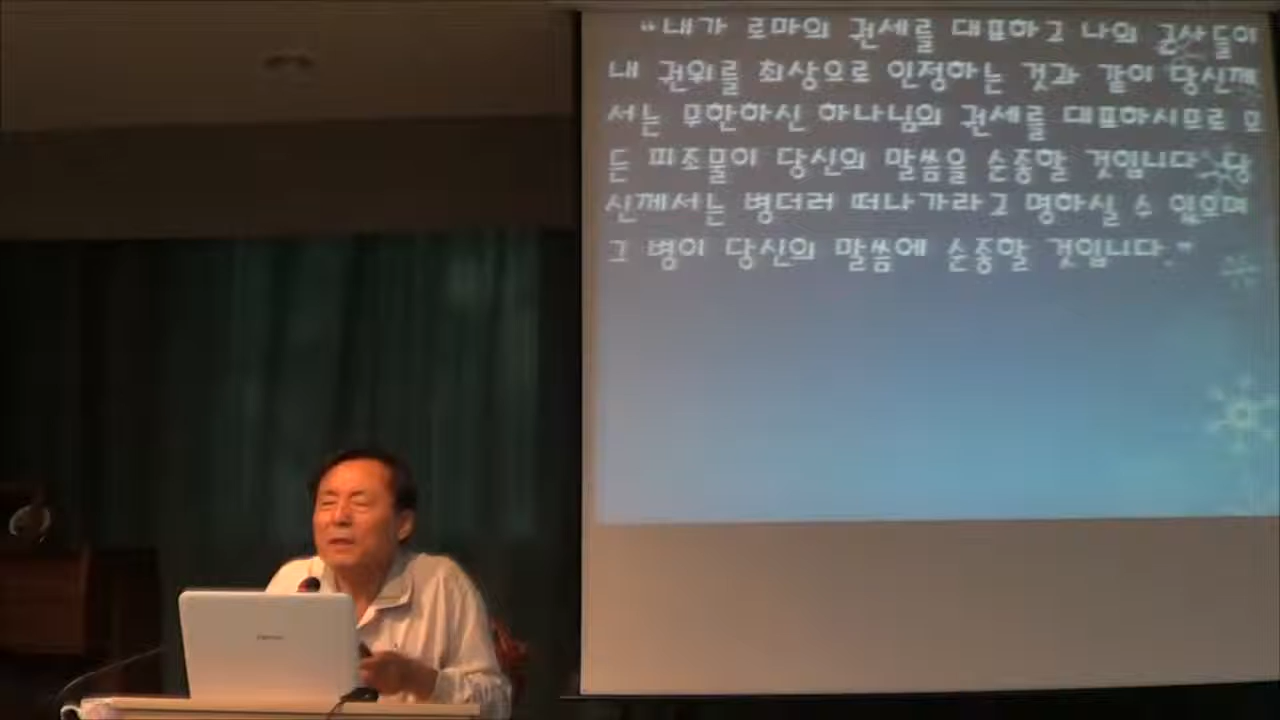 “내가 로마의 권세를 대표하고 나의 군사들이
내 권위를 최상으로 인정하는 것과 같이 당신께
서는 무한하신 하나님의 권세를 대표하시므로 모
든 피조물이 당신의 말씀을 순종할 것입니다. 당
신께서는 병더러 떠나가라고 명하실 수 있으며
그 병이 당신의 말씀에 순종할 것입니다.”